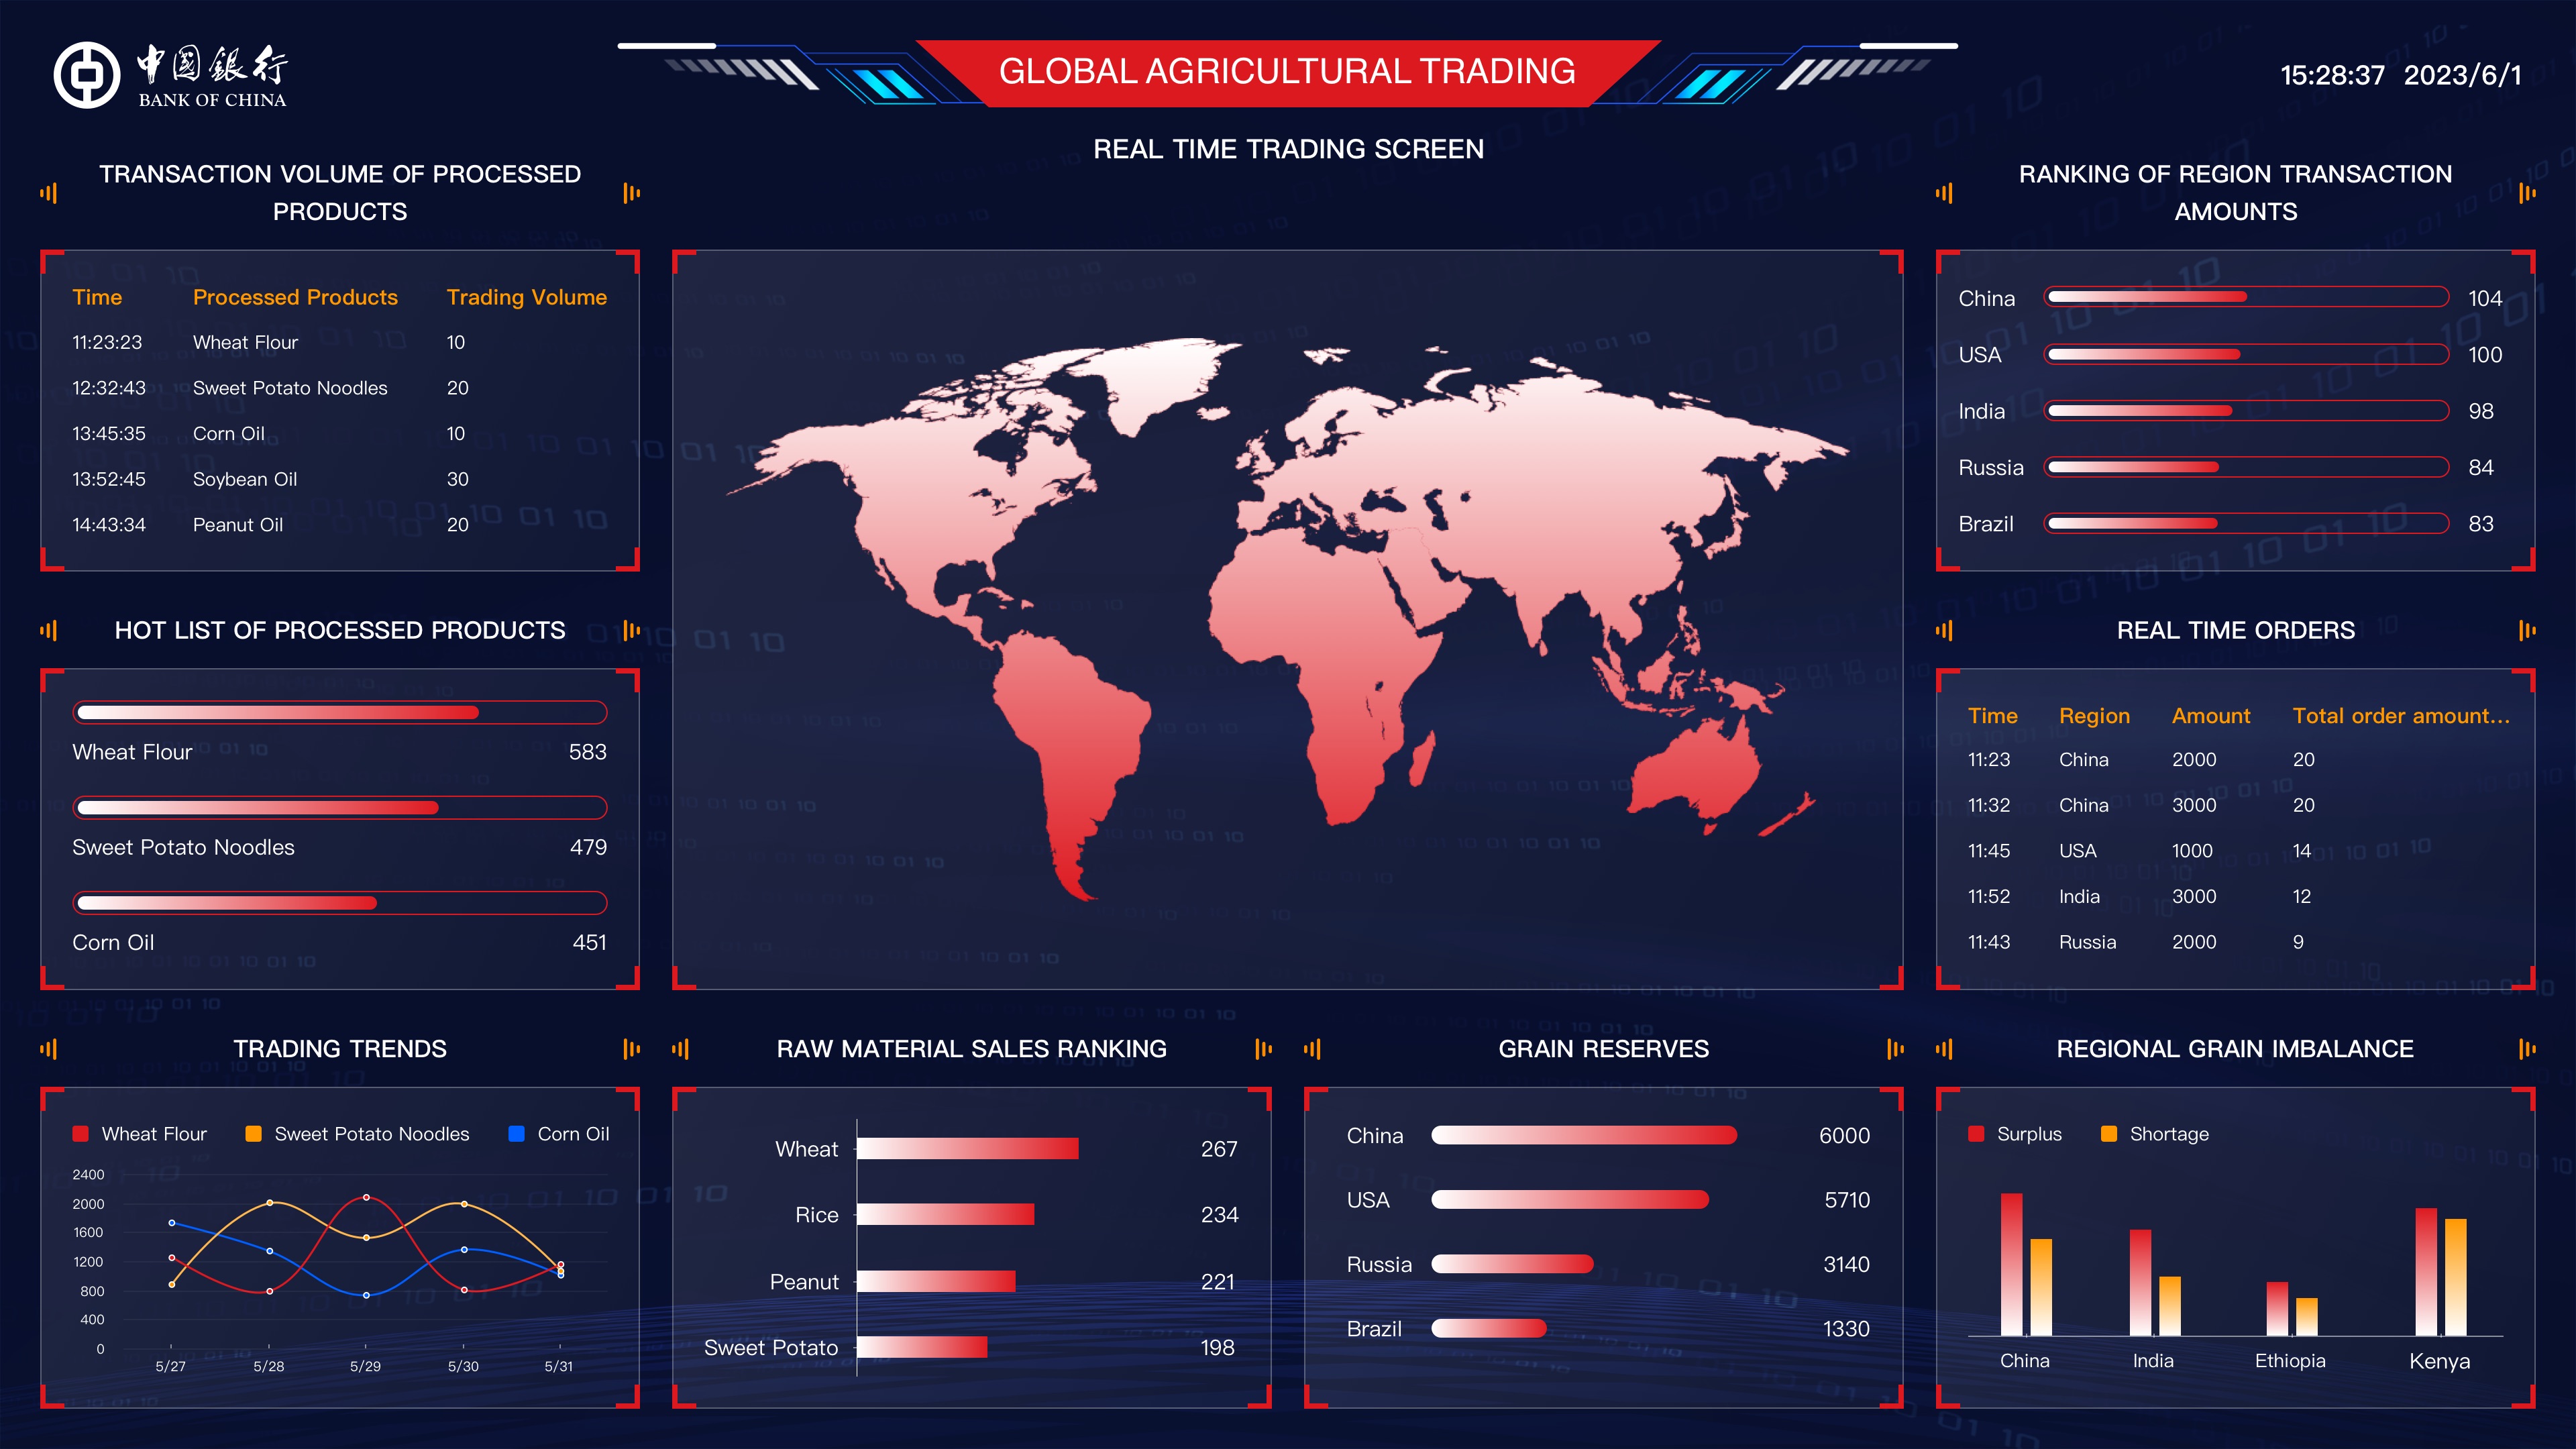 中國銀行
BANK OF CHINA
GLOBAL AGRICULTURAL TRADING
15:28:37 2023/6/1
REAL TIME TRADING SCREEN
TRANSACTION VOLUME OF PROCESSED
PRODUCTS
Time Processed Products Trading Volume
11:23:23 Wheat Flour 10
12:32:43 Sweet Potato Noodles 20
13:45:35 Corn Oil 10
13:52:45 Soybean Oil 30
14:43:34 Peanut Oil 20
HOT LIST OF PROCESSED PRODUCTS
Wheat Flour 583
Sweet Potato Noodles 479
Corn Oil 451
RANKING OF REGION TRANSACTION
AMOUNTS
China 104
USA 100
India 98
Russia 84
Brazil 83
REAL TIME ORDERS
Time Region Amount Total order amount...
11:23 China 2000 20
11:32 China 3000 20
11:45 USA 1000 14
11:52 India 3000 12
11:43 Russia 2000 9
TRADING TRENDS
Wheat Flour Sweet Potato Noodles Corn Oil
2400
2000
1600
1200
800
400
0
5/27 5/28 5/29 5/30 5/31
RAW MATERIAL SALES RANKING
Wheat 267
Rice 234
Peanut 221
Sweet Potato 198
GRAIN RESERVES
China 6000
USA 5710
Russia 3140
Brazil 1330
REGIONAL GRAIN IMBALANCE
Surplus Shortage
China India Ethiopia Kenya